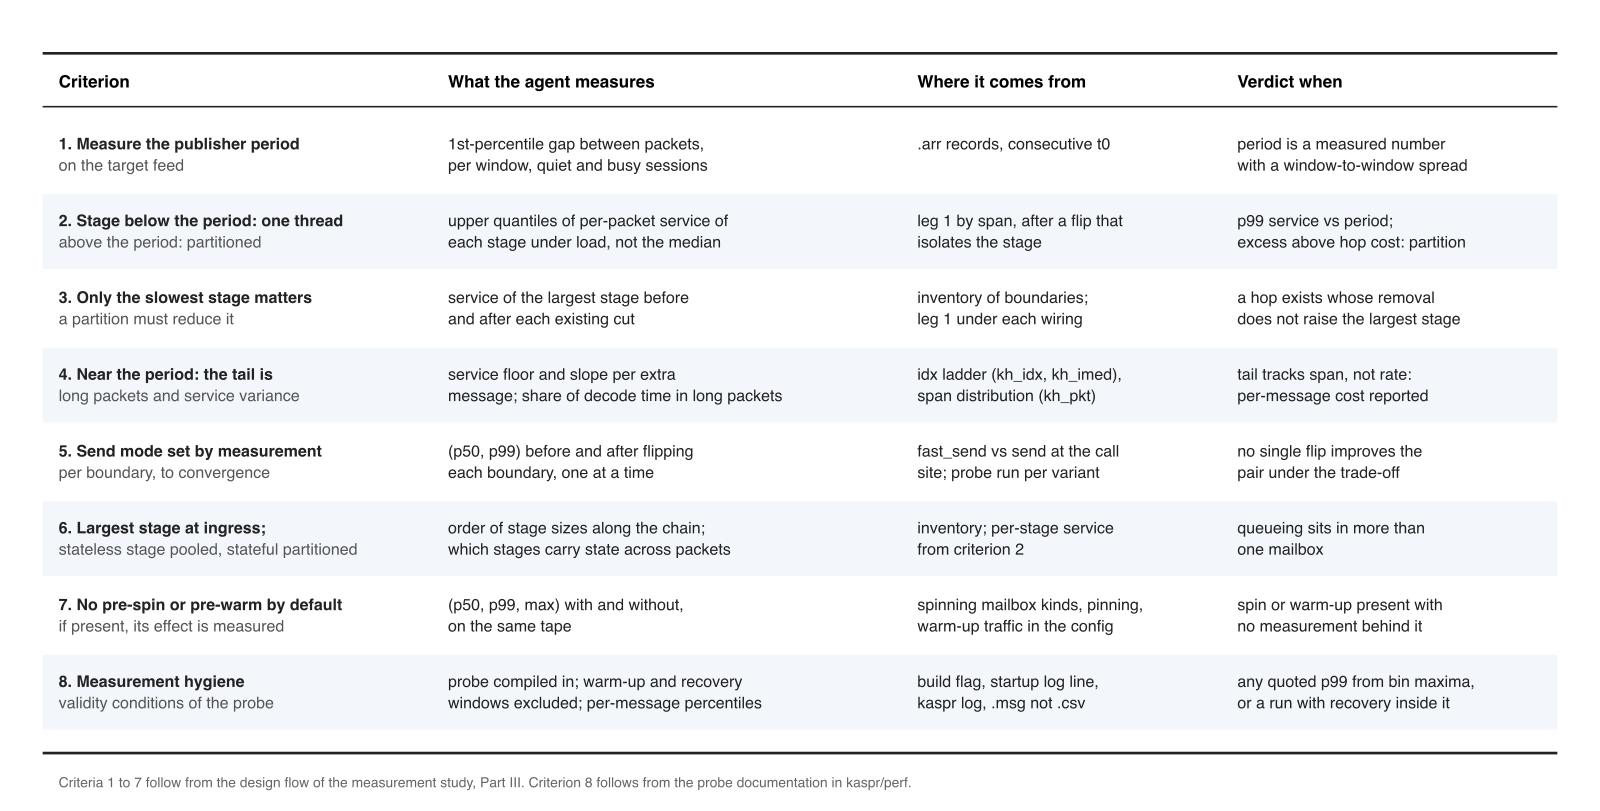 Criterion What the agent measures Where it comes from Verdict when
1. Measure the publisher period 1st-percentile gap between packets, .arr records, consecutive t0 period is a measured number
on the target feed per window, quiet and busy sessions with a window-to-window spread
2. Stage below the period: one thread upper quantiles of per-packet service of leg 1 by span, after a flip that p99 service vs period;
above the period: partitioned each stage under load, not the median isolates the stage excess above hop cost: partition
3. Only the slowest stage matters service of the largest stage before inventory of boundaries; a hop exists whose removal
a partition must reduce it and after each existing cut leg 1 under each wiring does not raise the largest stage
4. Near the period: the tail is service floor and slope per extra idx ladder (kh_idx, kh_imed), tail tracks span, not rate:
long packets and service variance message; share of decode time in long packets span distribution (kh_pkt) per-message cost reported
5. Send mode set by measurement (p50, p99) before and after flipping fast_send vs send at the call no single flip improves the
per boundary, to convergence each boundary, one at a time site; probe run per variant pair under the trade-off
6. Largest stage at ingress; order of stage sizes along the chain; inventory; per-stage service queueing sits in more than
stateless stage pooled, stateful partitioned which stages carry state across packets from criterion 2 one mailbox
7. No pre-spin or pre-warm by default (p50, p99, max) with and without, spinning mailbox kinds, pinning, spin or warm-up present with
if present, its effect is measured on the same tape warm-up traffic in the config no measurement behind it
8. Measurement hygiene probe compiled in; warm-up and recovery build flag, startup log line, any quoted p99 from bin maxima,
validity conditions of the probe windows excluded; per-message percentiles kaspr log, .msg not .csv or a run with recovery inside it
Criteria 1 to 7 follow from the design flow of the measurement study, Part III. Criterion 8 follows from the probe documentation in kaspr/perf.